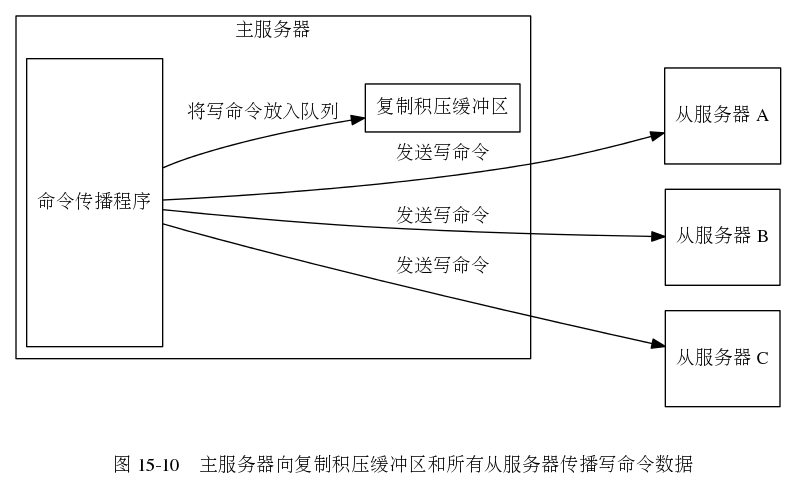 主服务器
将写命令放入队列
复制积压缓冲区
命令传播程序
发送写命令
发送写命令
发送写命令
从服务器 A
从服务器 B
从服务器 C
图 15-10 主服务器向复制积压缓冲区和所有从服务器传播写命令数据